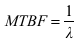 MTBF = 1/λ